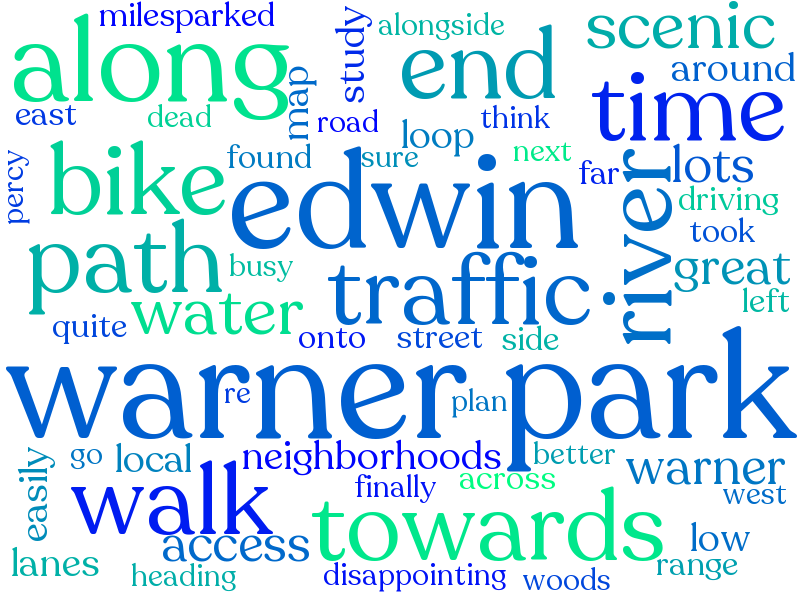 milesparked
along
study
alongside
scenic
end
around
map
time
east
dead
road
think
loop
percy
bike
found
sure
next
far
river
lots
edwin
driving
path
took
busy
traffic
great
water
left
quite
onto
street
side
warner park
re
plan
easily
go
local
neighborhoods
better
warner
walk
finally
across
west
towards
access
low
lanes
heading
disappointing
woods
range